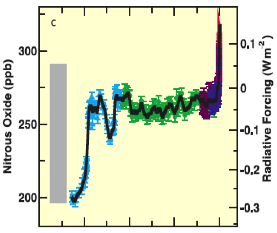 c
Nitrous Oxide (ppb)
300
250
200
0.1
0
-0.1
-0.2
-0.3
Radiative Forcing (Wm⁻²)